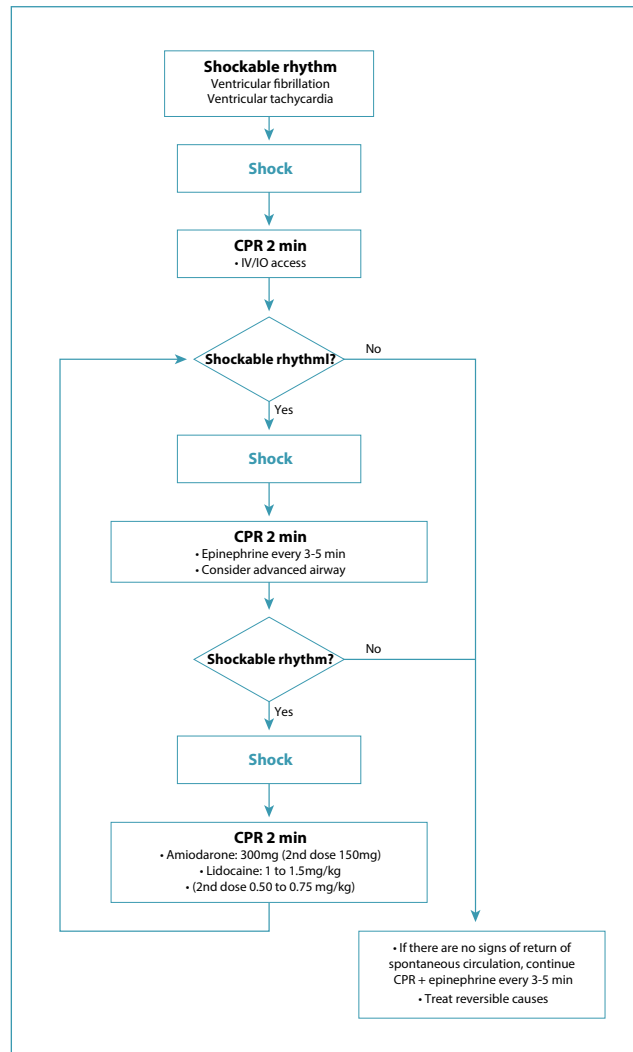 Shockable rhythm
Ventricular fibrillation
Ventricular tachycardia
Shock
CPR 2 min
• IV/IO access
Shockable rhythml?
No
Yes
Shock
CPR 2 min
• Epinephrine every 3-5 min
• Consider advanced airway
Shockable rhythm?
No
Yes
Shock
CPR 2 min
• Amiodarone: 300mg (2nd dose 150mg)
• Lidocaine: 1 to 1.5mg/kg
• (2nd dose 0.50 to 0.75 mg/kg)
• If there are no signs of return of
spontaneous circulation, continue
CPR + epinephrine every 3-5 min
• Treat reversible causes